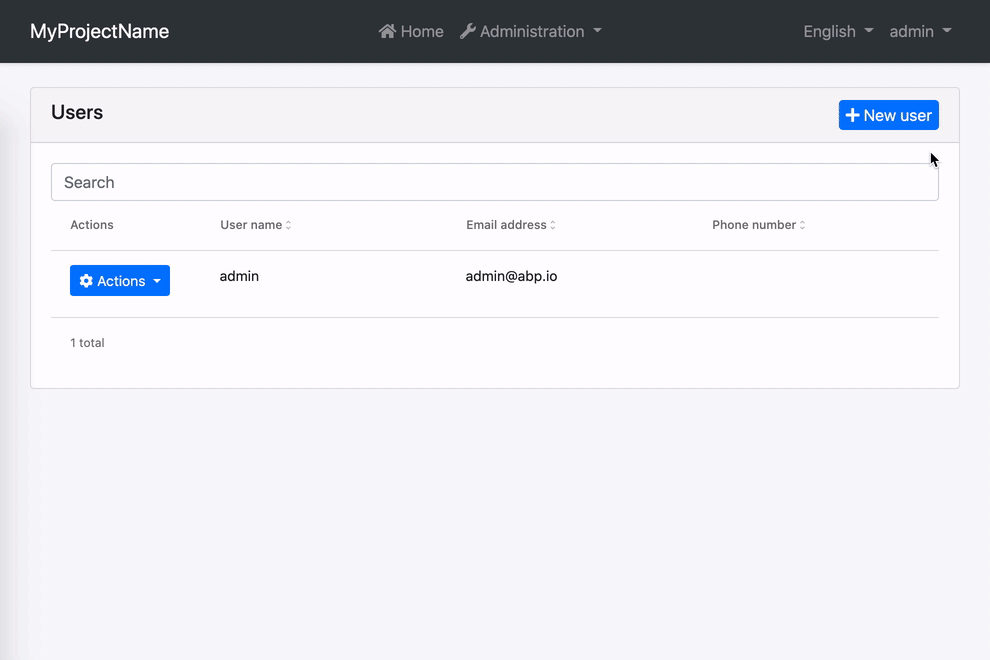 MyProjectName Home Administration English admin
Users New user
Search
Actions User name Email address Phone number
Actions admin admin@abp.io
1 total